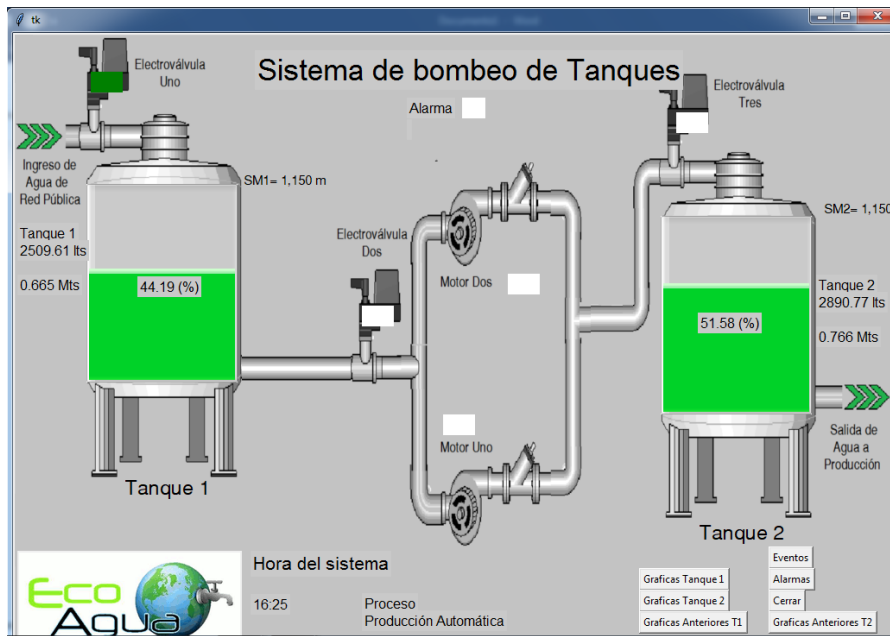 tk
Electroválvula
Uno
Sistema de bombeo de Tanques
Electroválvula
Tres
Alarma
Ingreso de
Agua de
Red Pública
SM1= 1,150 m
SM2= 1,150
Tanque 1
2509.61 lts
0.665 Mts
44.19 (%)
Electroválvula
Dos
Motor Dos
Tanque 2
2890.77 lts
0.766 Mts
51.58 (%)
Motor Uno
Salida de
Agua a
Producción
Tanque 1
Tanque 2
Eco
Agua
Hora del sistema
16:25
Proceso
Producción Automática
Eventos
Graficas Tanque 1
Alarmas
Graficas Tanque 2
Cerrar
Graficas Anteriores T1
Graficas Anteriores T2